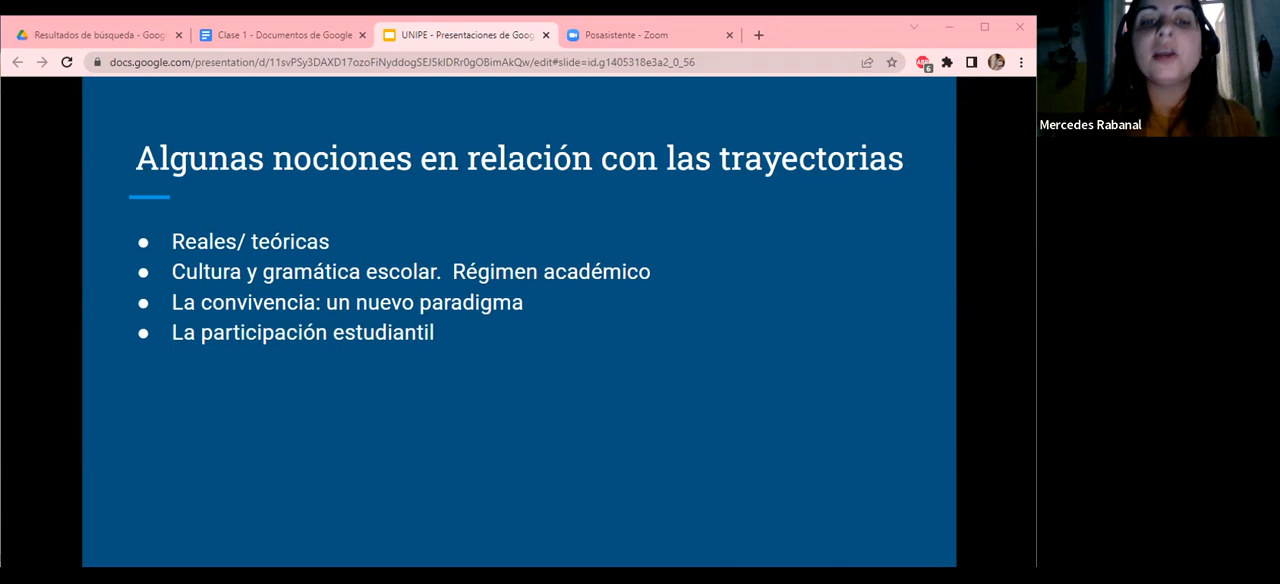 Resultados de búsqueda - Goog
Clase 1 - Documentos de Google
UNIPE - Presentaciones de Goog
Posasistente - Zoom
docs.google.com/presentation/d/11svPSy3DAXD17ozoFiNyddogSEJ5kIDRr0gOBimAkQw/edit#slide=id.g1405318e3a2_0_56
6
Mercedes Rabanal
Algunas nociones en relación con las trayectorias
Reales/ teóricas
Cultura y gramática escolar. Régimen académico
La convivencia: un nuevo paradigma
La participación estudiantil